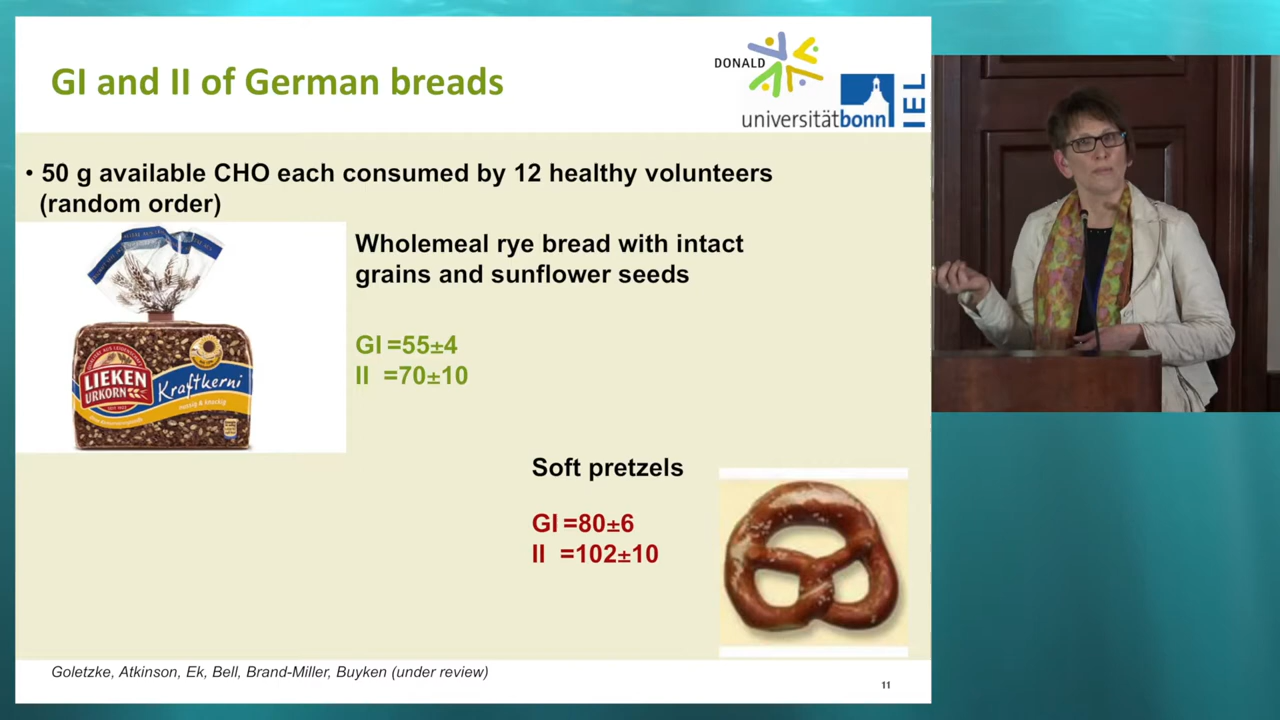 GI and II of German breads
DONALD
universitätbonn
IEL
• 50 g available CHO each consumed by 12 healthy volunteers
(random order)
Wholemeal rye bread with intact
grains and sunflower seeds
GI =55±4
II =70±10
LIEKEN
URKORN
Kraftkerni
Soft pretzels
GI =80±6
II =102±10
Goletzke, Atkinson, Ek, Bell, Brand-Miller, Buyken (under review)
11